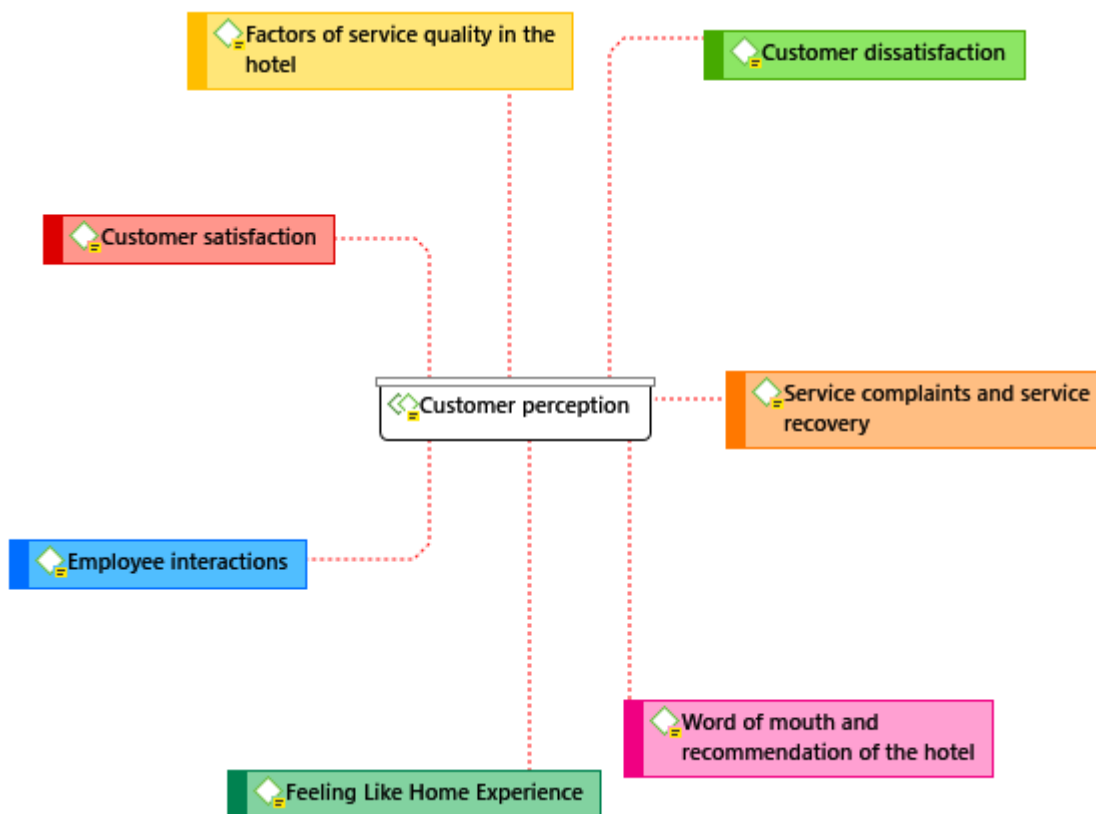 Factors of service quality in the
hotel
Customer dissatisfaction
Customer satisfaction
Customer perception
Service complaints and service
recovery
Employee interactions
Word of mouth and
recommendation of the hotel
Feeling Like Home Experience